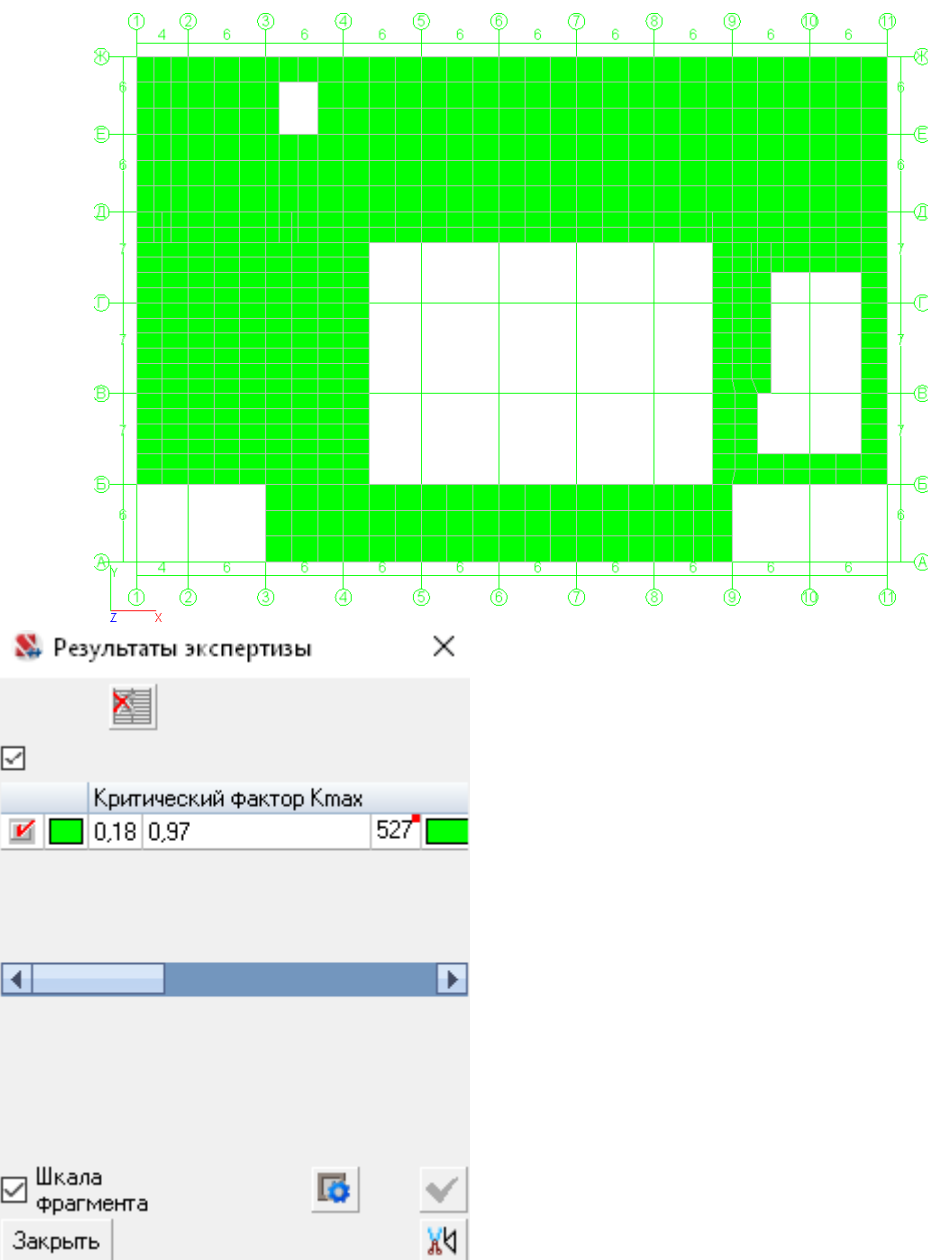 1 2 3 4 5 6 7 8 9 10 11
4 6 6 6 6 6 6 6 6 6
Ж Ж
6 6
Е Е
6 6
Д Д
7 7
Г Г
7 7
В В
7 7
Б Б
6 6
А А
Y
4 6 6 6 6 6 6 6 6 6
1 2 3 4 5 6 7 8 9 10 11
Z X
Результаты экспертизы
Критический фактор Kmax
0,18 0,97 527
Шкала
фрагмента
Закрыть